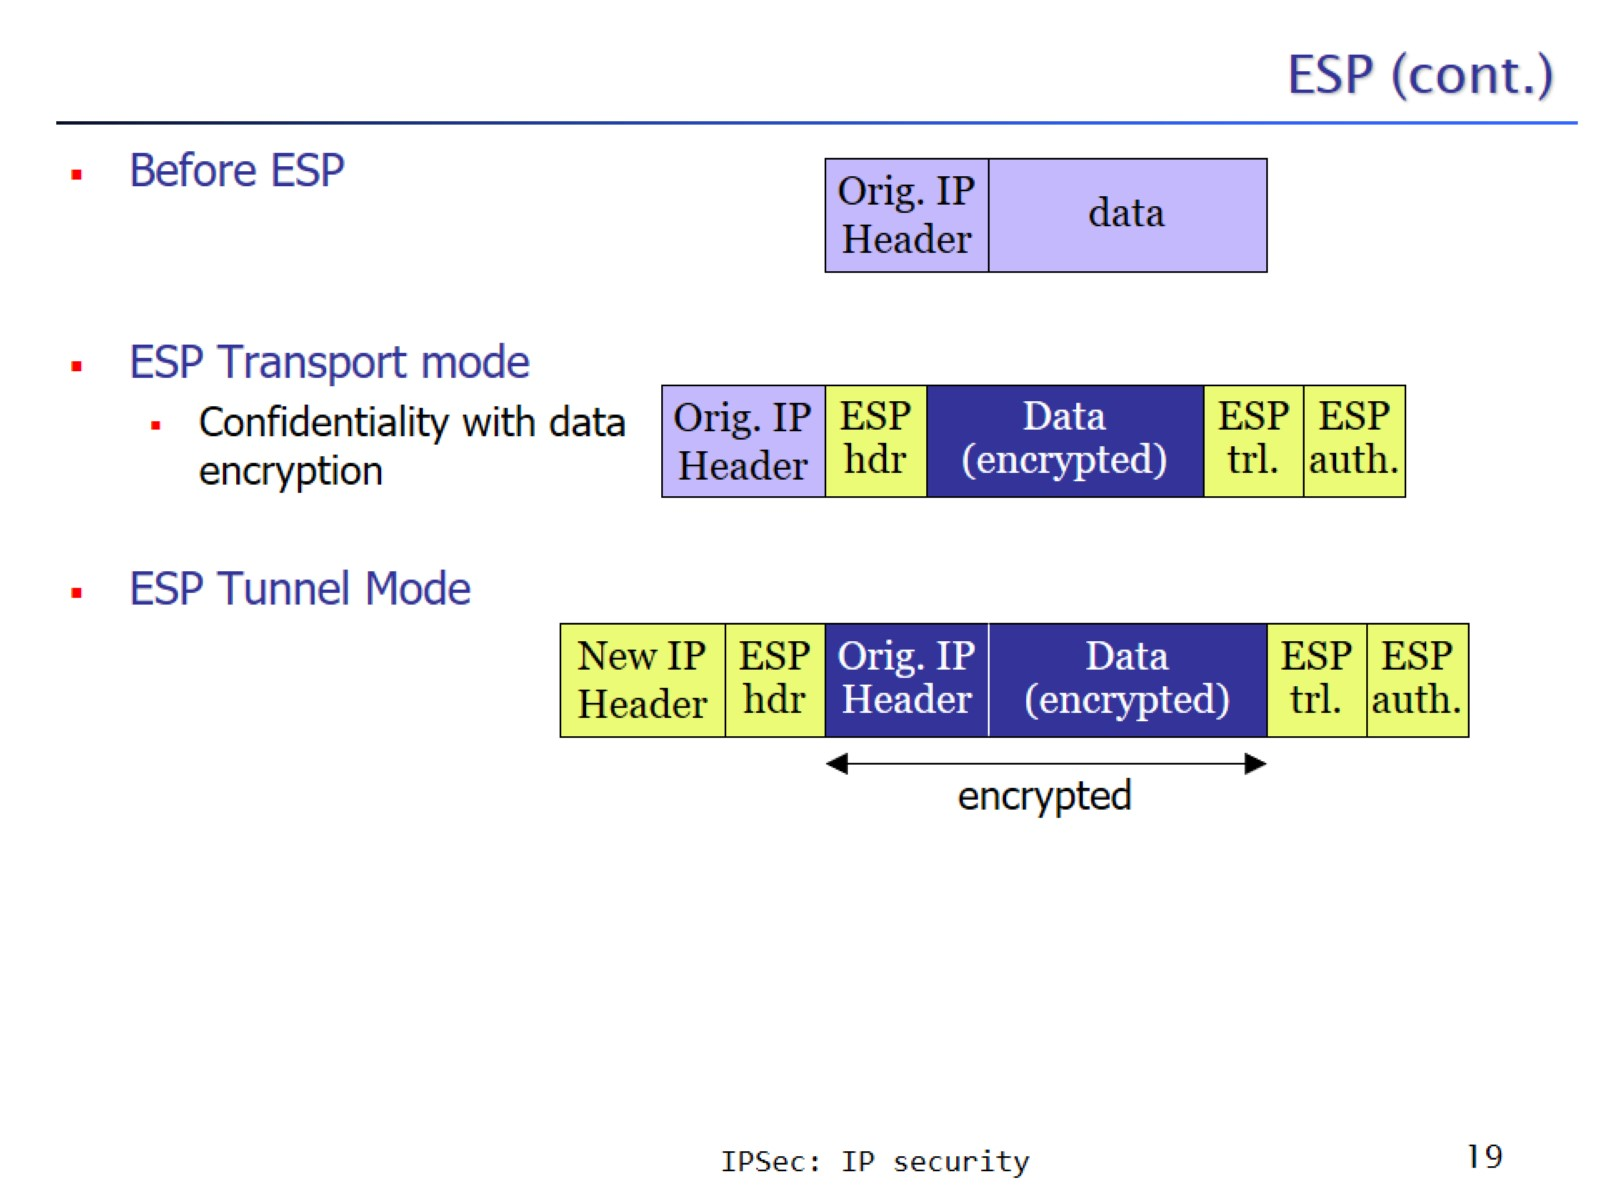 ESP (cont.)
Before ESP
Orig. IP
Header
data
ESP Transport mode
Confidentiality with data
encryption
Orig. IP
Header
ESP
hdr
Data
(encrypted)
ESP
trl.
ESP
auth.
ESP Tunnel Mode
New IP
Header
ESP
hdr
Orig. IP
Header
Data
(encrypted)
ESP
trl.
ESP
auth.
encrypted
IPSec: IP security
19